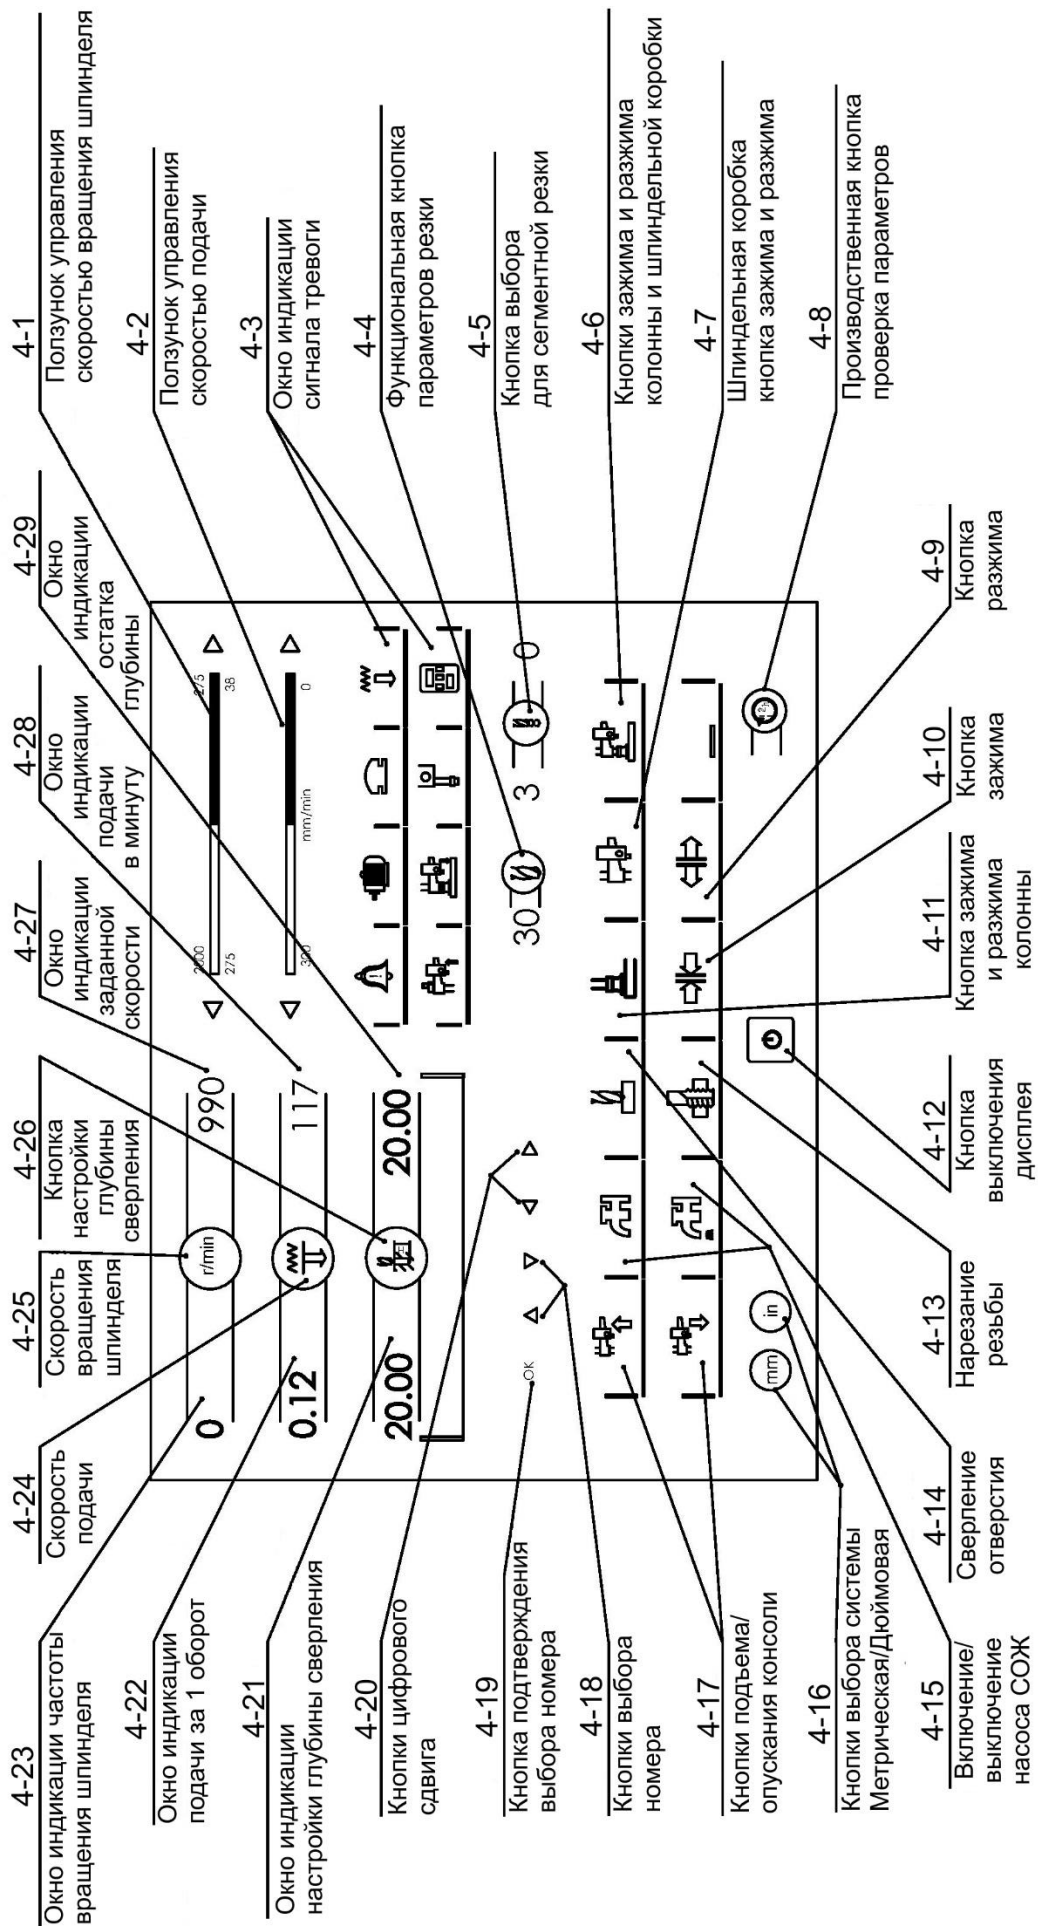 4-23
Окно индикации частоты
вращения шпинделя
4-22
Окно индикации
подачи за 1 оборот
4-21
Окно индикации
настройки глубины сверления
4-20
Кнопки цифрового
сдвига
4-19
Кнопка подтверждения
выбора номера
4-18
Кнопки выбора
номера
4-17
Кнопки подъема/
опускания консоли
4-16
Кнопки выбора системы
Метрическая/Дюймовая
4-15
Включение/
выключение
насоса СОЖ
4-24
Скорость
подачи
4-25
Скорость
вращения
шпинделя
4-26
Кнопка
настройки
глубины
сверления
4-27
Окно
индикации
заданной
скорости
4-28
Окно
индикации
подачи
в минуту
4-29
Окно
индикации
остатка
глубины
4-1
Ползунок управления
скоростью вращения шпинделя
4-2
Ползунок управления
скоростью подачи
4-3
Окно индикации
сигнала тревоги
4-4
Функциональная кнопка
параметров резки
4-5
Кнопка выбора
для сегментной резки
4-6
Кнопки зажима и разжима
колонны и шпиндельной коробки
4-7
Шпиндельная коробка
кнопка зажима и разжима
4-8
Производственная кнопка
проверка параметров
0 r/min 990
2000 275
275 38
0.12 117
300 mm/min 0
20.00 20.00
OK
30 3 0
mm in
4-14
Сверление
отверстия
4-13
Нарезание
резьбы
4-12
Кнопка
выключения
дисплея
4-11
Кнопка зажима
и разжима
колонны
4-10
Кнопка
зажима
4-9
Кнопка
разжима